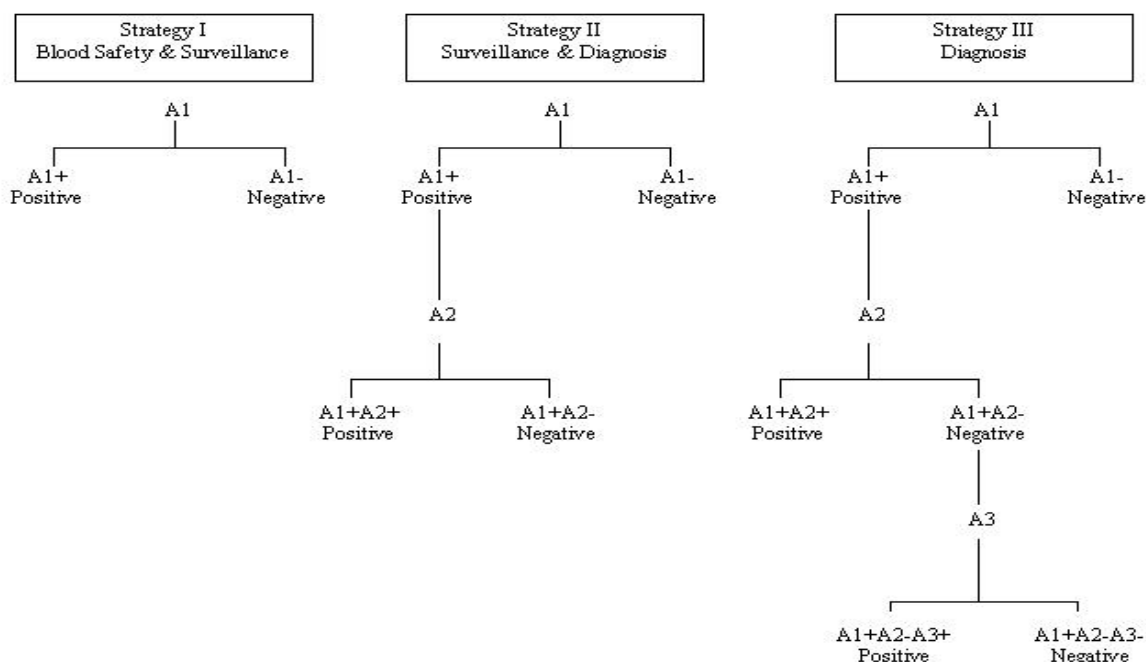 Strategy I
Blood Safety & Surveillance
Strategy II
Surveillance & Diagnosis
Strategy III
Diagnosis
A1
A1
A1
A1+
Positive
A1-
Negative
A1+
Positive
A1-
Negative
A1+
Positive
A1-
Negative
A2
A2
A1+A2+
Positive
A1+A2-
Negative
A1+A2+
Positive
A1+A2-
Negative
A3
A1+A2-A3+
Positive
A1+A2-A3-
Negative